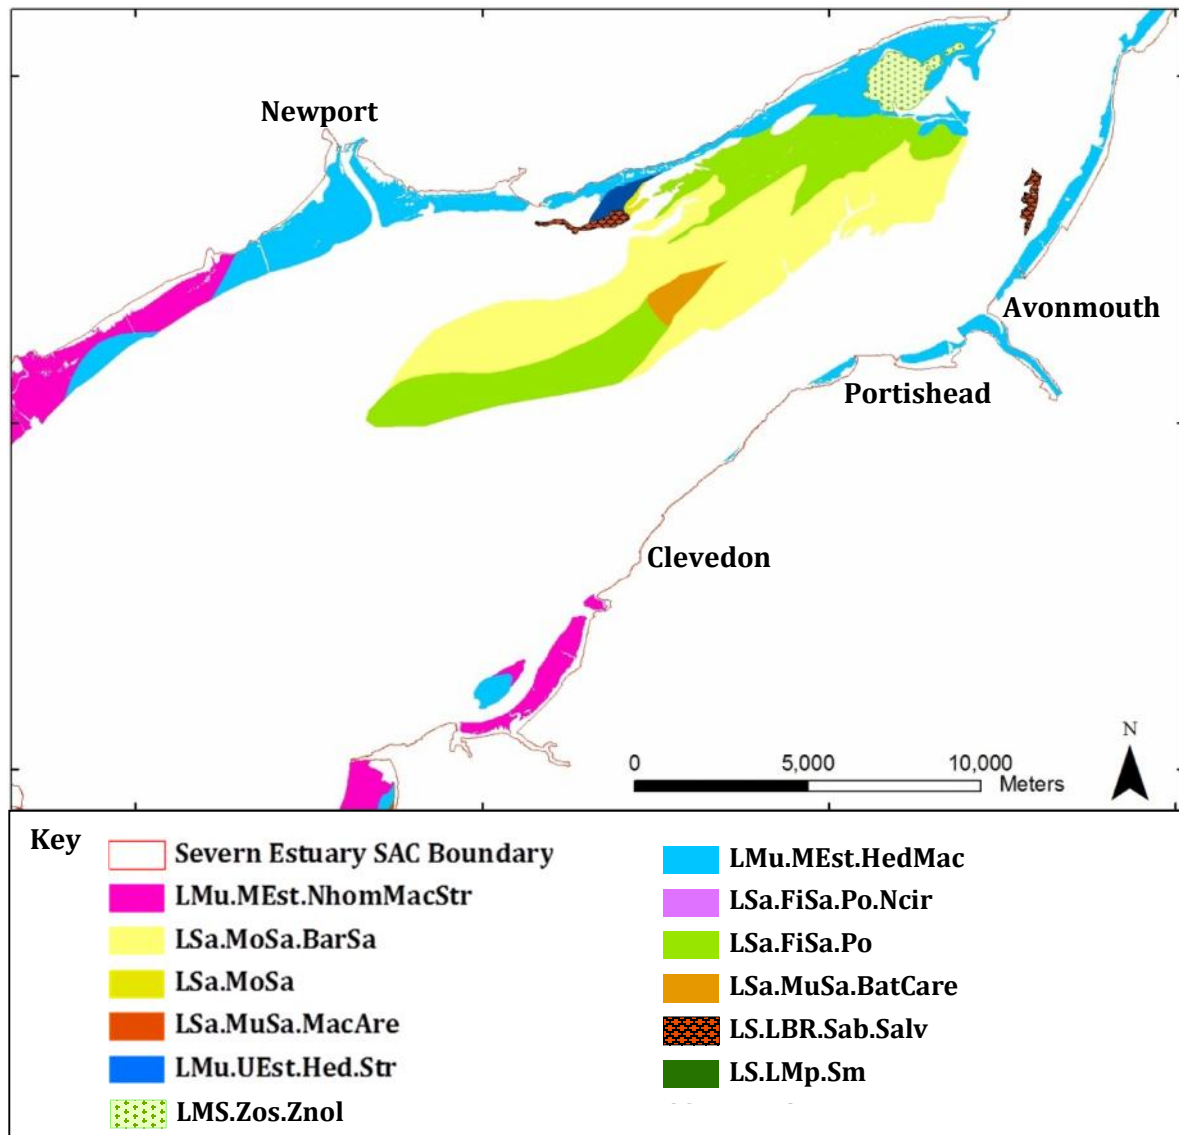 Newport
Avonmouth
Portishead
Clevedon
N
0 5,000 10,000
Meters
Key
Severn Estuary SAC Boundary
LMu.MEst.NhomMacStr
LSa.MoSa.BarSa
LSa.MoSa
LSa.MuSa.MacAre
LMu.UEst.Hed.Str
LMS.Zos.Znol
LMu.MEst.HedMac
LSa.FiSa.Po.Ncir
LSa.FiSa.Po
LSa.MuSa.BatCare
LS.LBR.Sab.Salv
LS.LMp.Sm